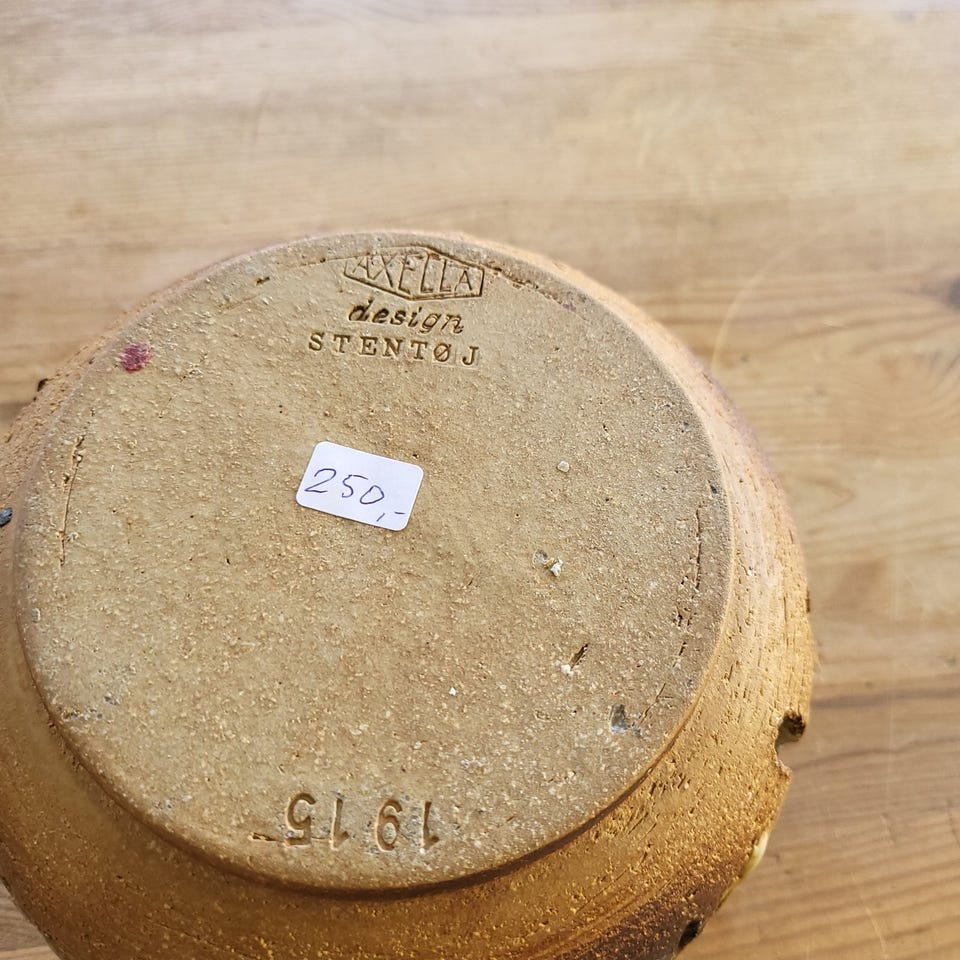 AXELLA
design
STENTØJ
250,-
1915